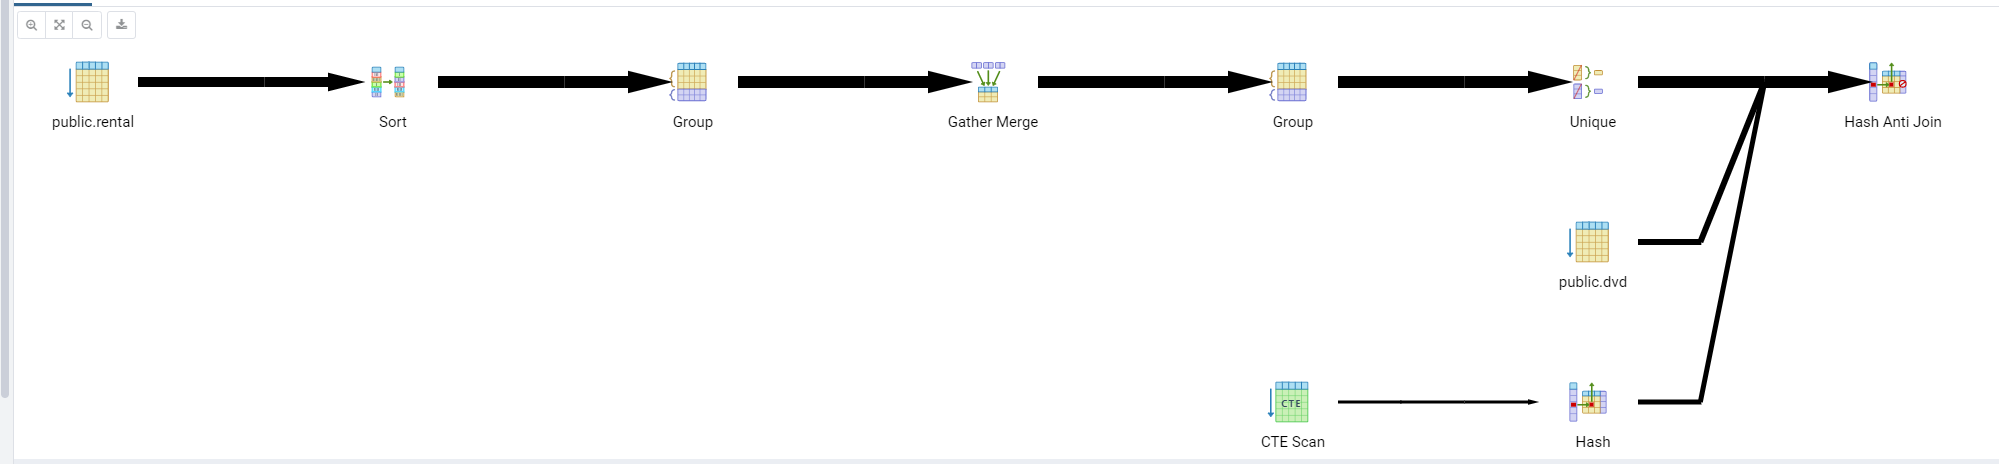 public.rental
Sort
Group
Gather Merge
Group
Unique
Hash Anti Join
public.dvd
CTE
CTE Scan
Hash